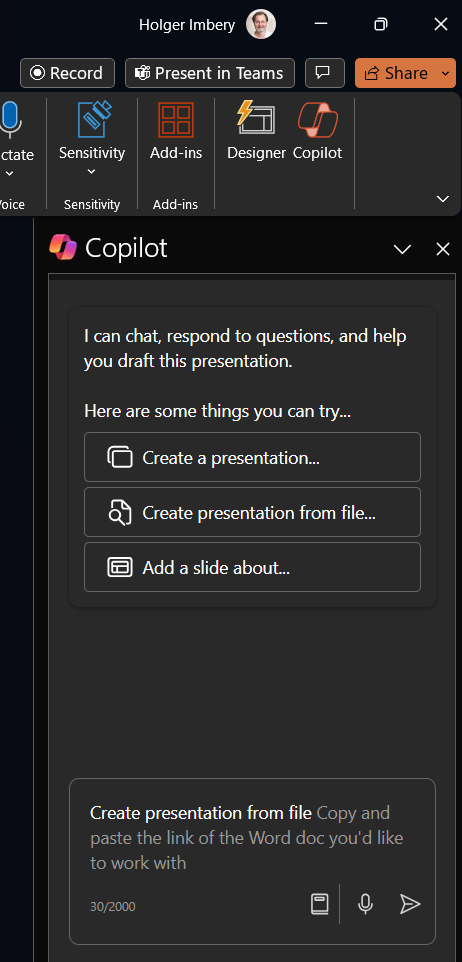 Holger Imbery
Record
Present in Teams
Share
ctate
Sensitivity
Add-ins
Designer
Copilot
oice
Sensitivity
Add-ins
Copilot
I can chat, respond to questions, and help
you draft this presentation.
Here are some things you can try...
Create a presentation...
Create presentation from file...
Add a slide about...
Create presentation from file Copy and
paste the link of the Word doc you'd like
to work with
30/2000